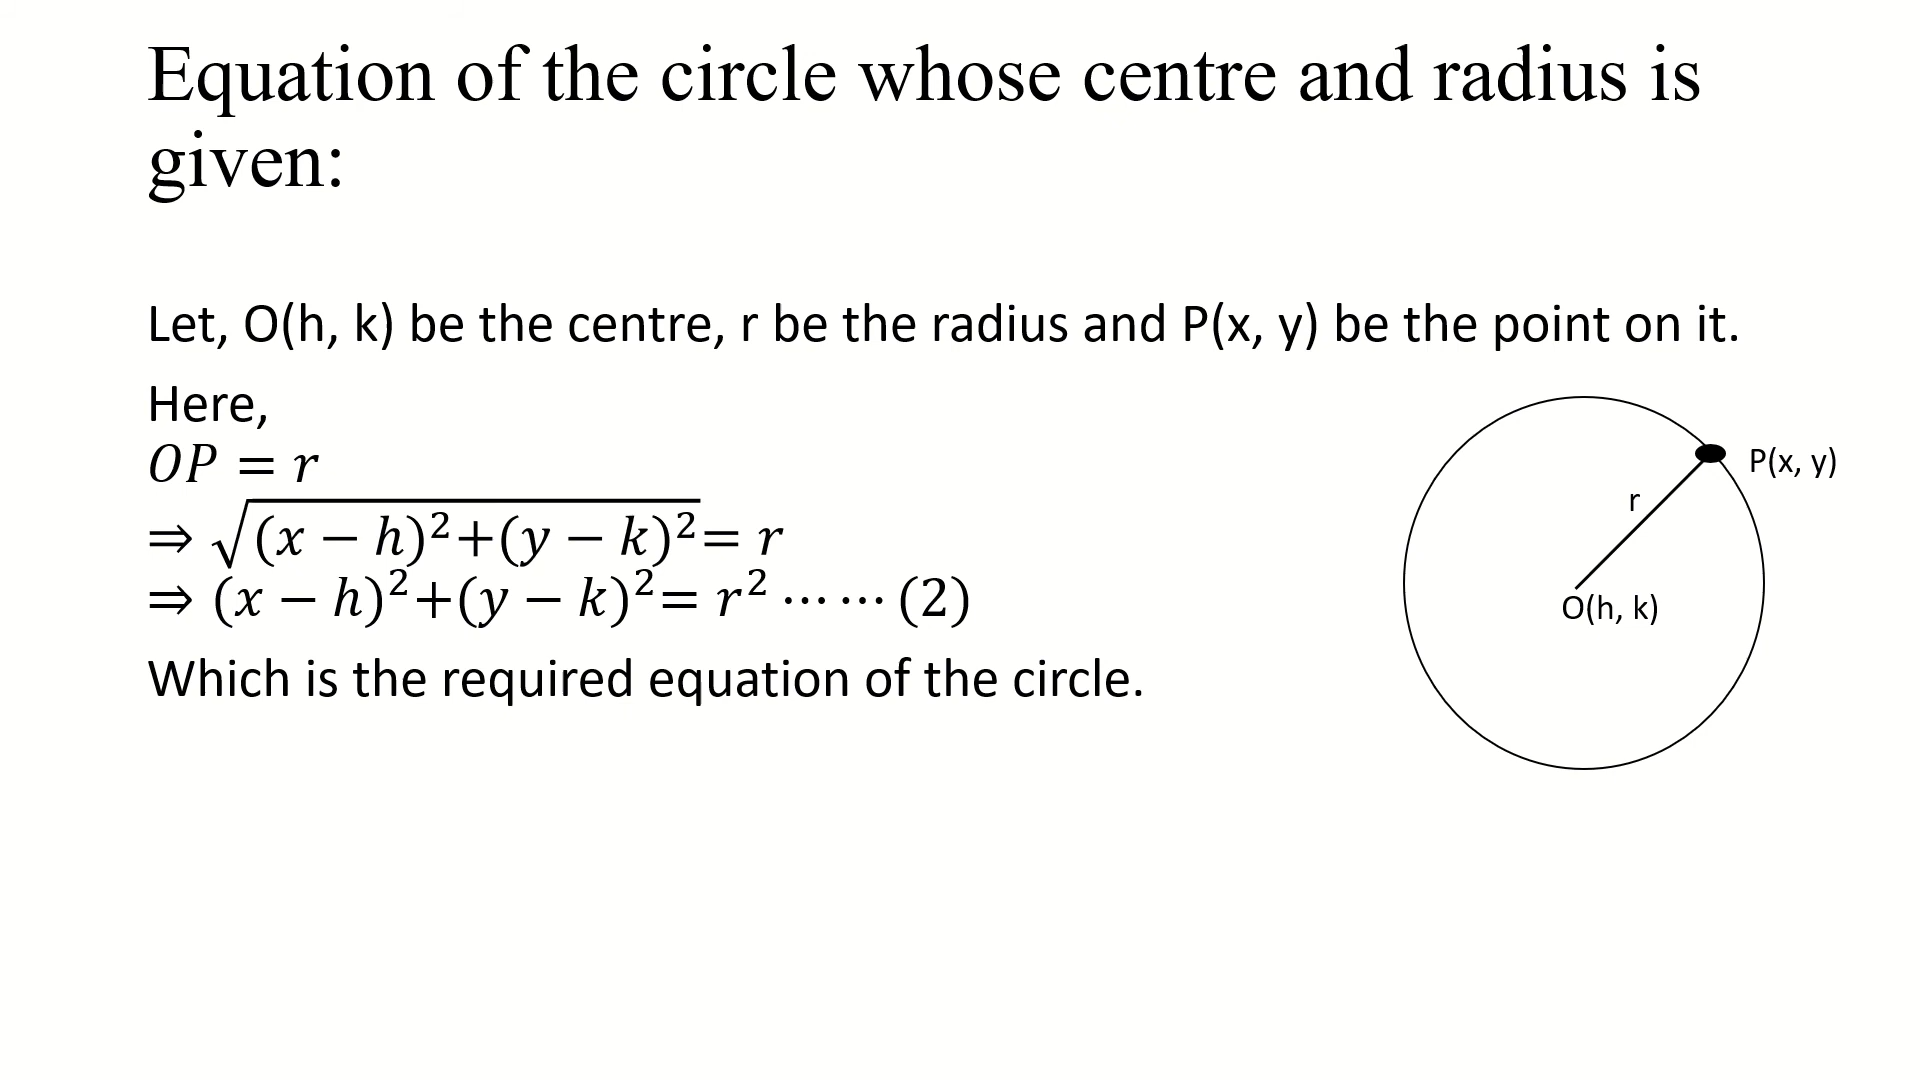 Equation of the circle whose centre and radius is
given:
Let, O(h, k) be the centre, r be the radius and P(x, y) be the point on it.
Here,
𝑂𝑃 = 𝑟
⇒ √(𝑥 − ℎ)²+(𝑦 − 𝑘)²= 𝑟
⇒ (𝑥 − ℎ)²+(𝑦 − 𝑘)²= 𝑟² ⋯ ⋯ (2)
Which is the required equation of the circle.
P(x, y)
r
O(h, k)